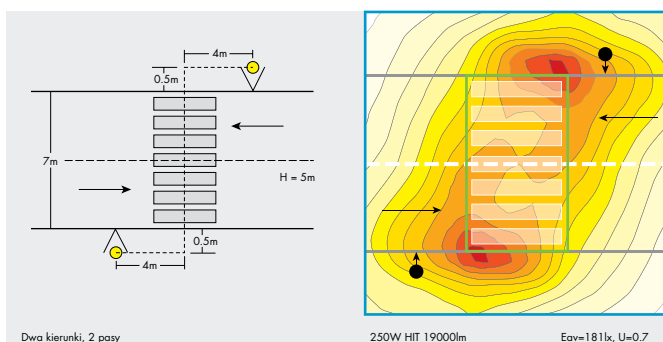 4m
0.5m
7m
H = 5m
0.5m
4m
Dwa kierunki, 2 pasy
250W HIT 19000lm
Eav=181lx, U=0.7